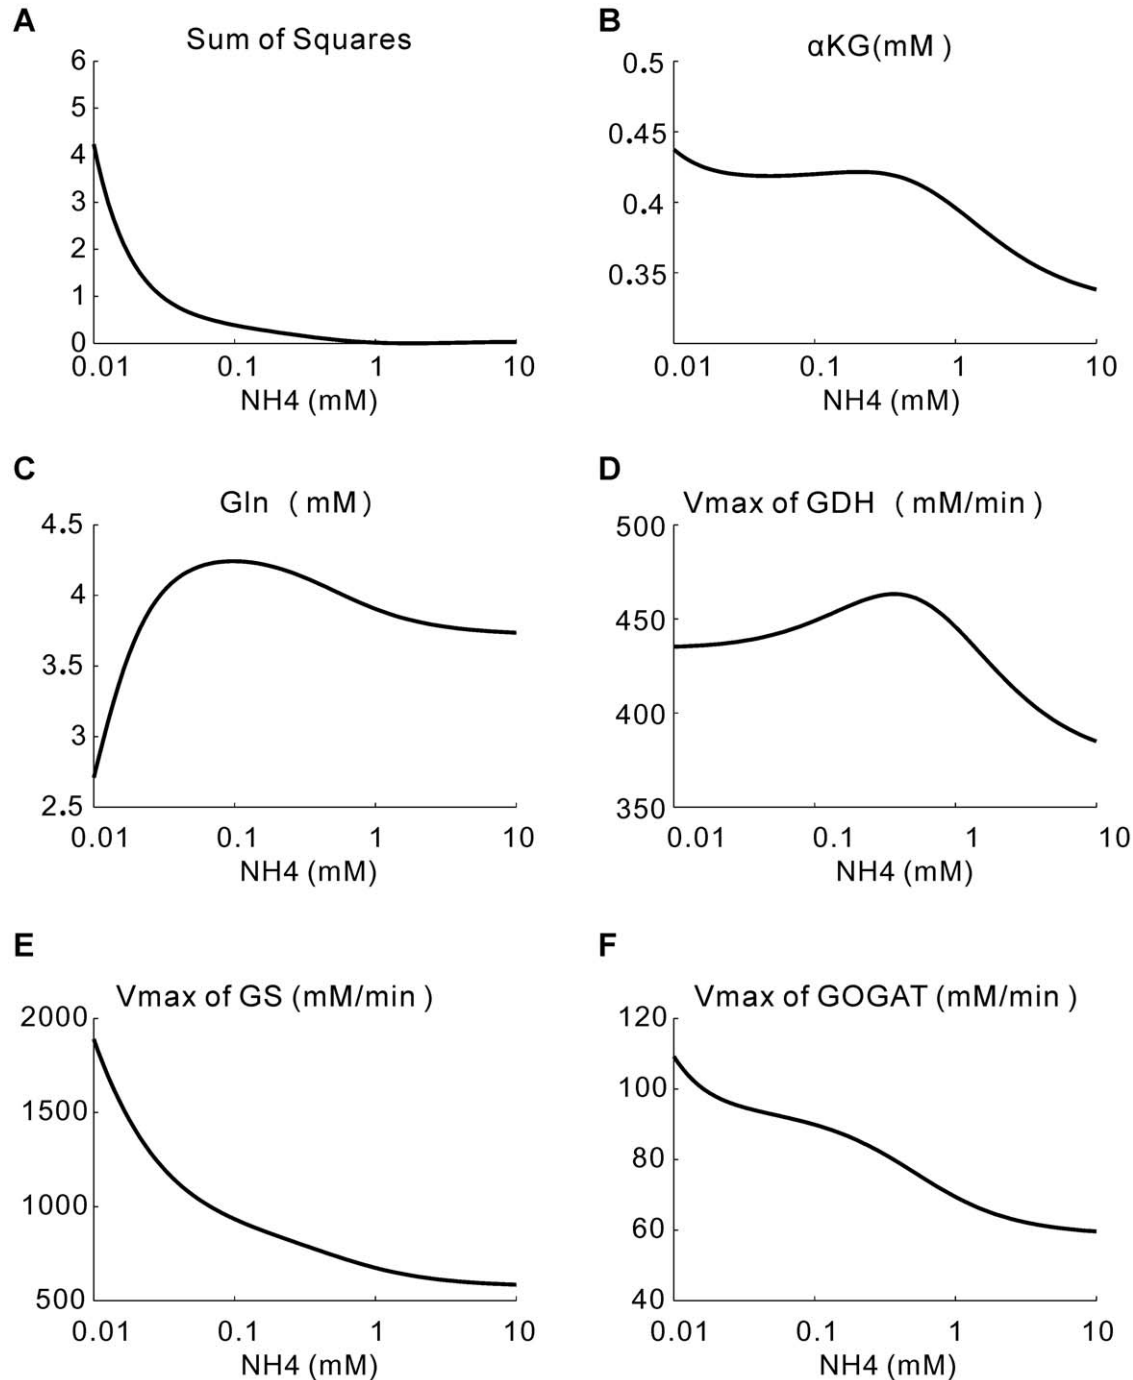 A
Sum of Squares
6
5
4
3
2
1
0
0.01 0.1 1 10
NH4 (mM)
B
αKG(mM )
0.5
0.45
0.4
0.35
0.01 0.1 1 10
NH4 (mM)
C
Gln ( mM)
4.5
4
3.5
3
2.5
0.01 0.1 1 10
NH4 (mM)
D
Vmax of GDH ( mM/min)
500
450
400
350
0.01 0.1 1 10
NH4 (mM)
E
Vmax of GS (mM/min )
2000
1500
1000
500
0.01 0.1 1 10
NH4 (mM)
F
Vmax of GOGAT (mM/min)
120
100
80
60
40
0.01 0.1 1 10
NH4 (mM)